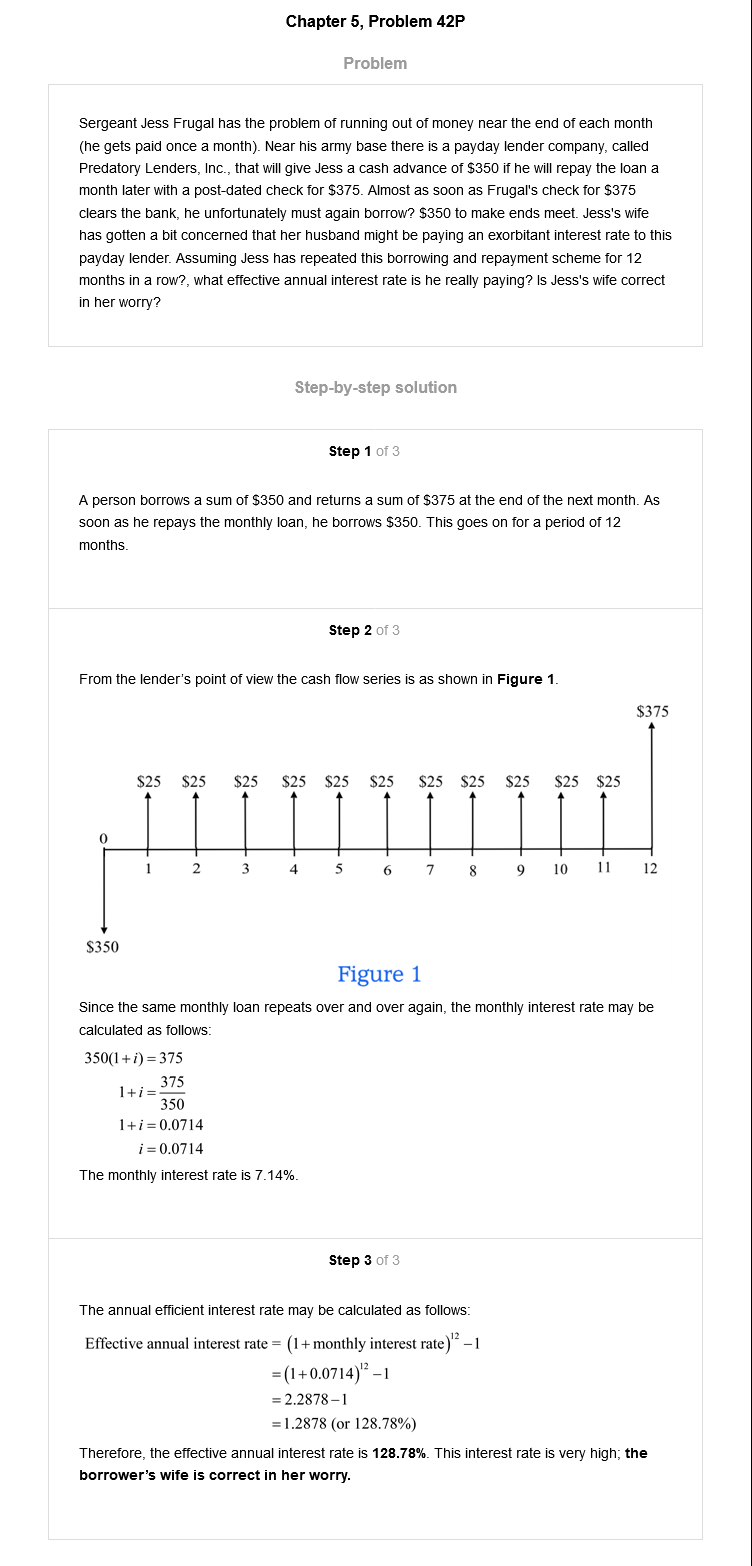 Chapter 5, Problem 42P
Problem
Sergeant Jess Frugal has the problem of running out of money near the end of each month
(he gets paid once a month). Near his army base there is a payday lender company, called
Predatory Lenders, Inc., that will give Jess a cash advance of $350 if he will repay the loan a
month later with a post-dated check for $375. Almost as soon as Frugal's check for $375
clears the bank, he unfortunately must again borrow? $350 to make ends meet. Jess's wife
has gotten a bit concerned that her husband might be paying an exorbitant interest rate to this
payday lender. Assuming Jess has repeated this borrowing and repayment scheme for 12
months in a row?, what effective annual interest rate is he really paying? Is Jess's wife correct
in her worry?
Step-by-step solution
Step 1 of 3
A person borrows a sum of $350 and returns a sum of $375 at the end of the next month. As
soon as he repays the monthly loan, he borrows $350. This goes on for a period of 12
months.
Step 2 of 3
From the lender's point of view the cash flow series is as shown in Figure 1.
$375
$25 $25 $25 $25 $25 $25 $25 $25 $25 $25 $25
0
1 2 3 4 5 6 7 8 9 10 11 12
$350
Figure 1
Since the same monthly loan repeats over and over again, the monthly interest rate may be
calculated as follows:
350(1+i) = 375
1+i = 375/350
1+i = 0.0714
i = 0.0714
The monthly interest rate is 7.14%.
Step 3 of 3
The annual efficient interest rate may be calculated as follows:
Effective annual interest rate = (1+monthly interest rate)^12 −1
= (1+0.0714)^12 −1
= 2.2878−1
= 1.2878 (or 128.78%)
Therefore, the effective annual interest rate is 128.78%. This interest rate is very high; the
borrower's wife is correct in her worry.